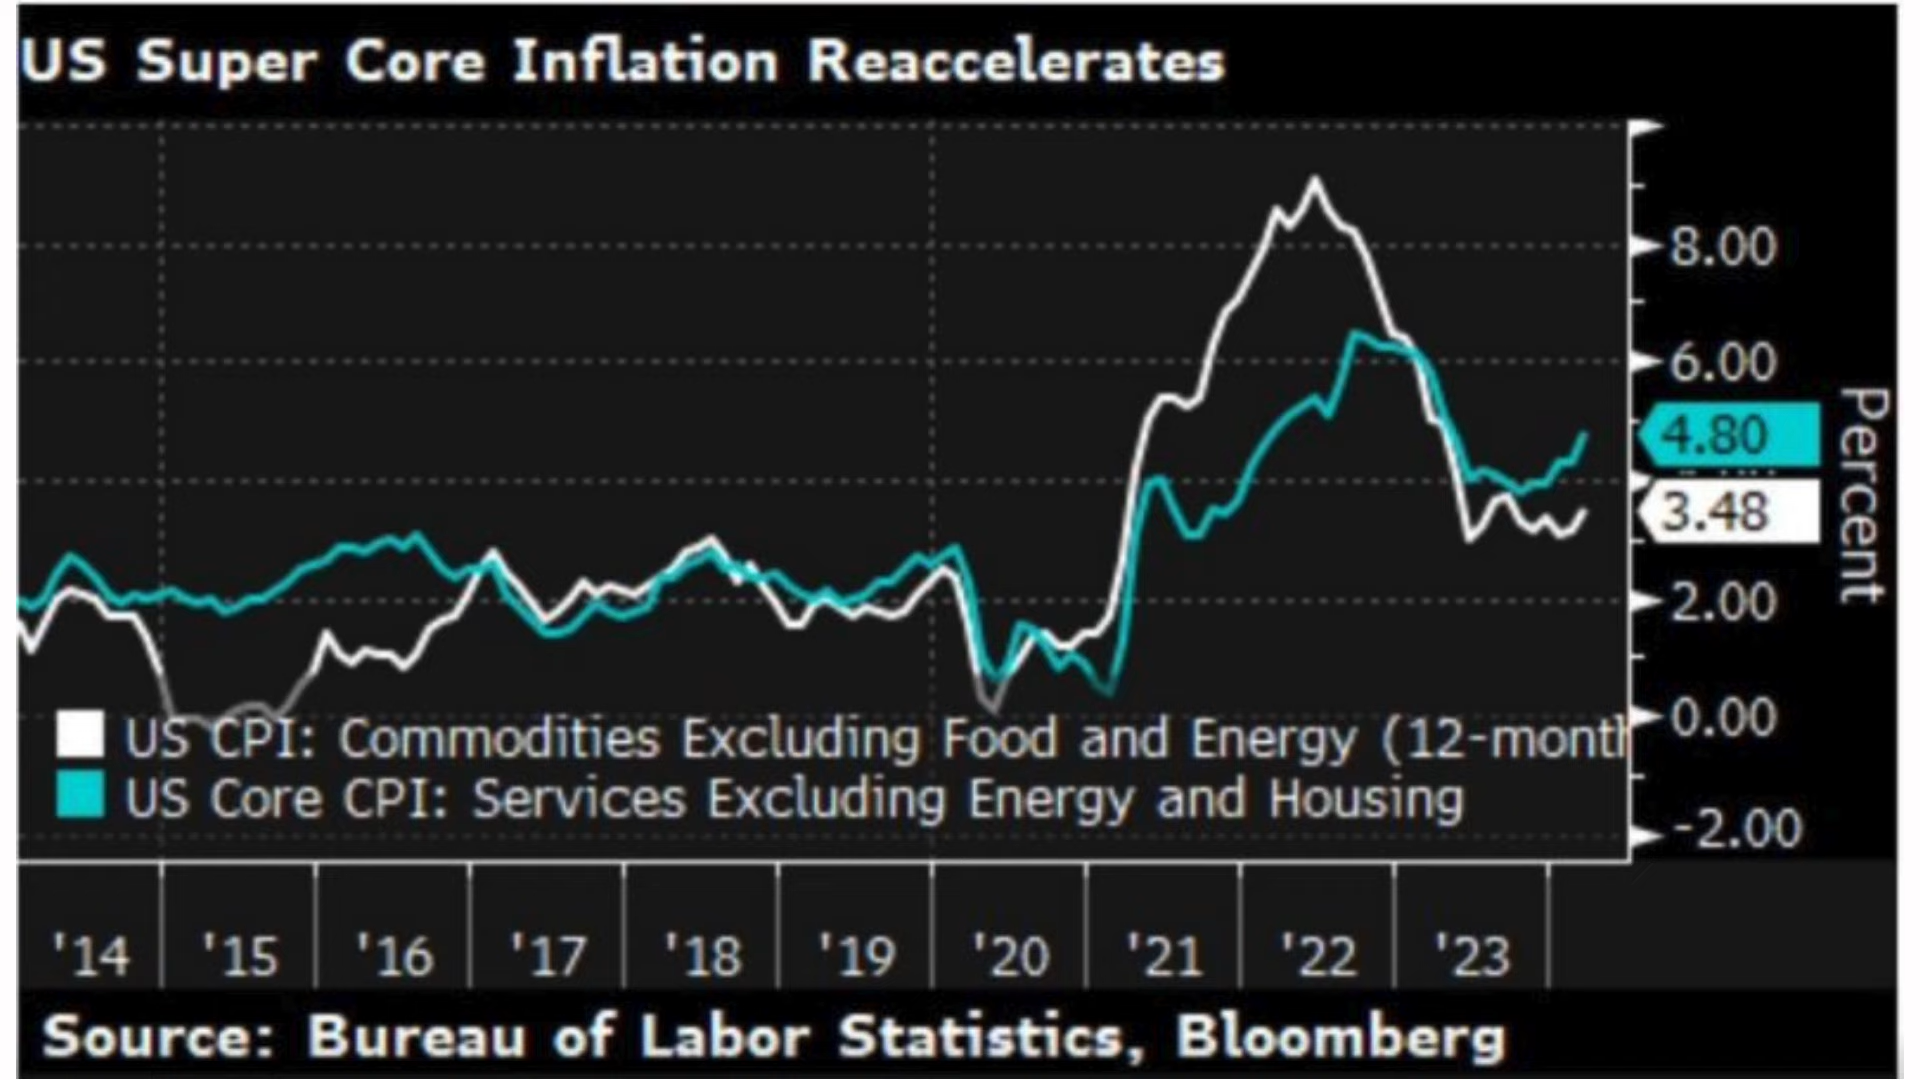 US Super Core Inflation Reaccelerates
8.00
6.00
4.80
3.48
2.00
0.00
-2.00
Percent
US CPI: Commodities Excluding Food and Energy (12-month
US Core CPI: Services Excluding Energy and Housing
'14 '15 '16 '17 '18 '19 '20 '21 '22 '23
Source: Bureau of Labor Statistics, Bloomberg